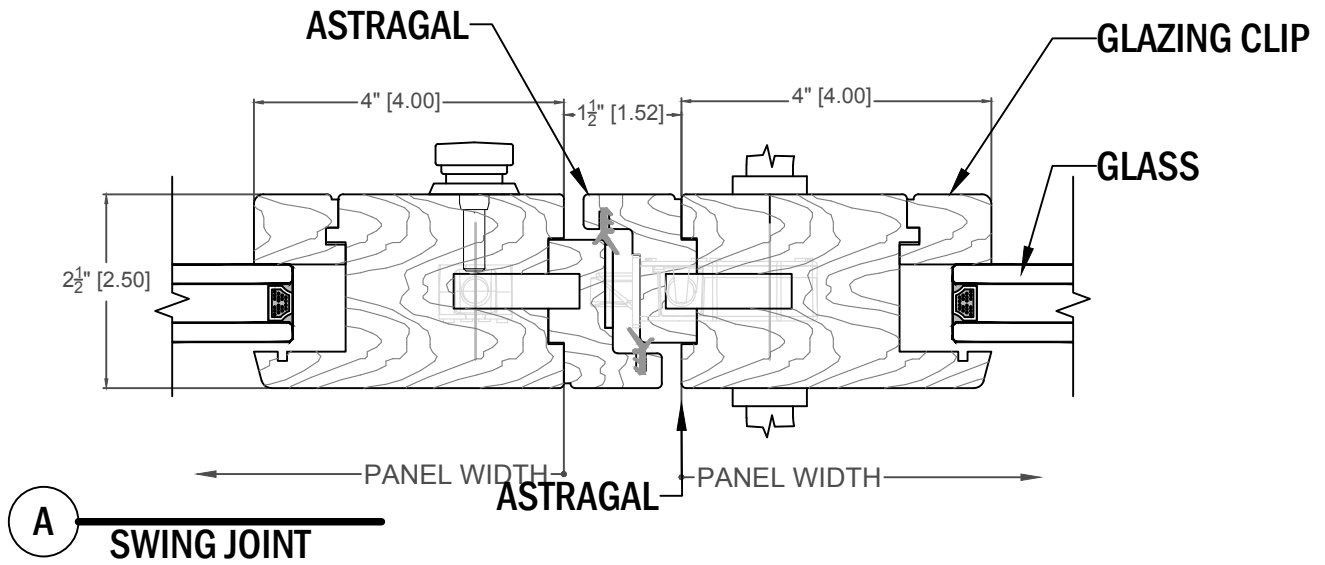 ASTRAGAL
GLAZING CLIP
4" [4.00]
1½" [1.52]
4" [4.00]
GLASS
2½" [2.50]
PANEL WIDTH
PANEL WIDTH
ASTRAGAL
A
SWING JOINT